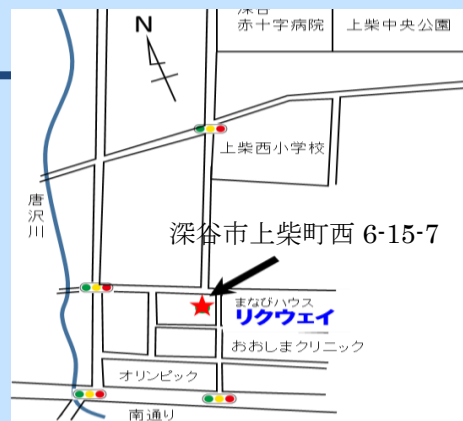 N
深谷
赤十字病院
上柴中央公園
上柴西小学校
唐沢川
深谷市上柴町西 6-15-7
まなびハウス
リクウェイ
おおしまクリニック
オリンピック
南通り